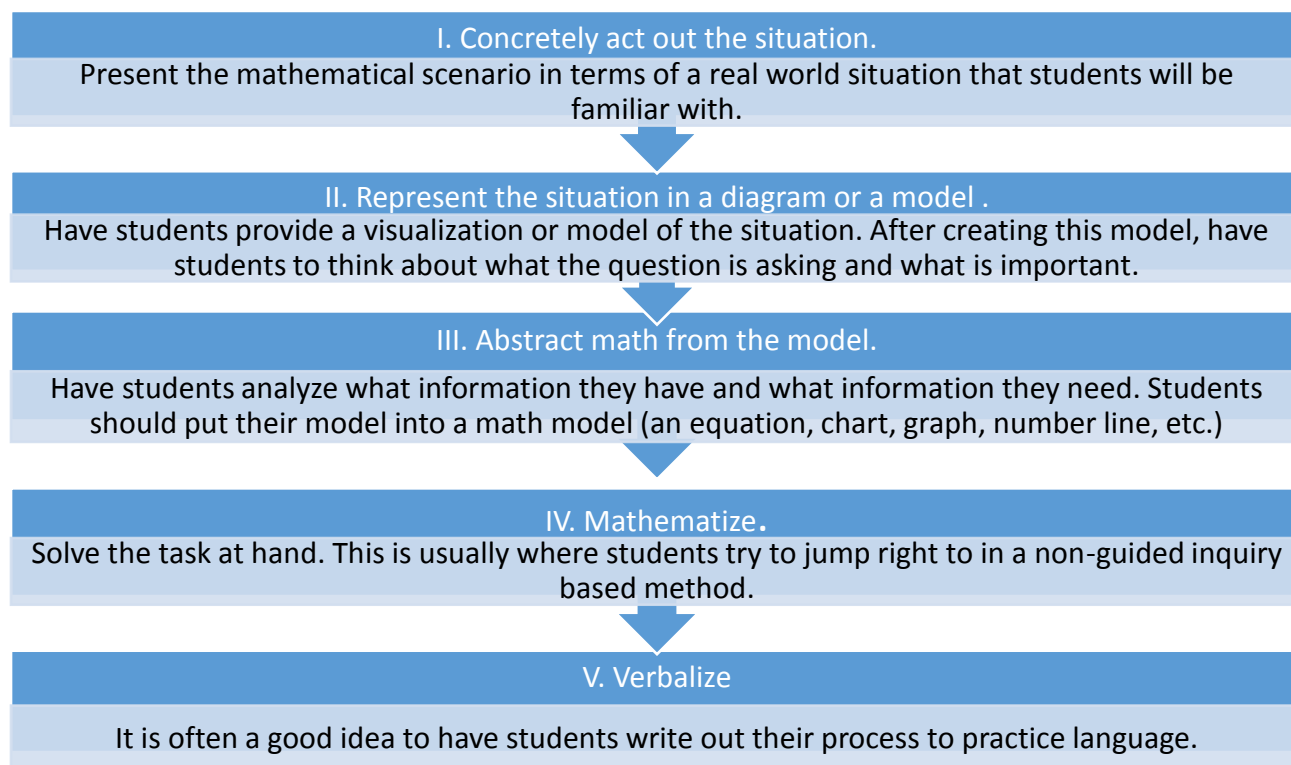 I. Concretely act out the situation.
Present the mathematical scenario in terms of a real world situation that students will be
familiar with.
II. Represent the situation in a diagram or a model .
Have students provide a visualization or model of the situation. After creating this model, have
students to think about what the question is asking and what is important.
III. Abstract math from the model.
Have students analyze what information they have and what information they need. Students
should put their model into a math model (an equation, chart, graph, number line, etc.)
IV. Mathematize.
Solve the task at hand. This is usually where students try to jump right to in a non-guided inquiry
based method.
V. Verbalize
It is often a good idea to have students write out their process to practice language.